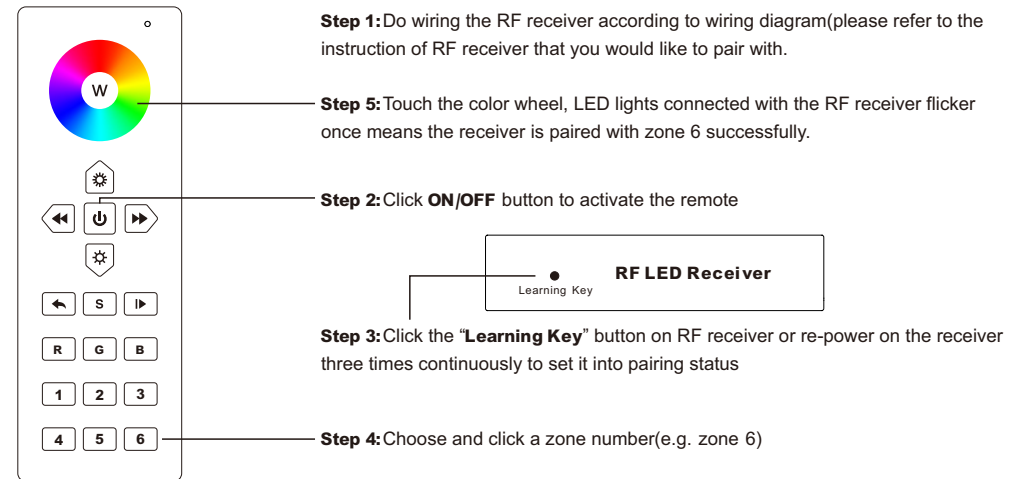 Step 1: Do wiring the RF receiver according to wiring diagram(please refer to the
instruction of RF receiver that you would like to pair with.
W
Step 5: Touch the color wheel, LED lights connected with the RF receiver flicker
once means the receiver is paired with zone 6 successfully.
Step 2: Click ON/OFF button to activate the remote
RF LED Receiver
Learning Key
S
Step 3: Click the “Learning Key” button on RF receiver or re-power on the receiver
three times continuously to set it into pairing status
R G B
1 2 3
4 5 6
Step 4: Choose and click a zone number(e.g. zone 6)